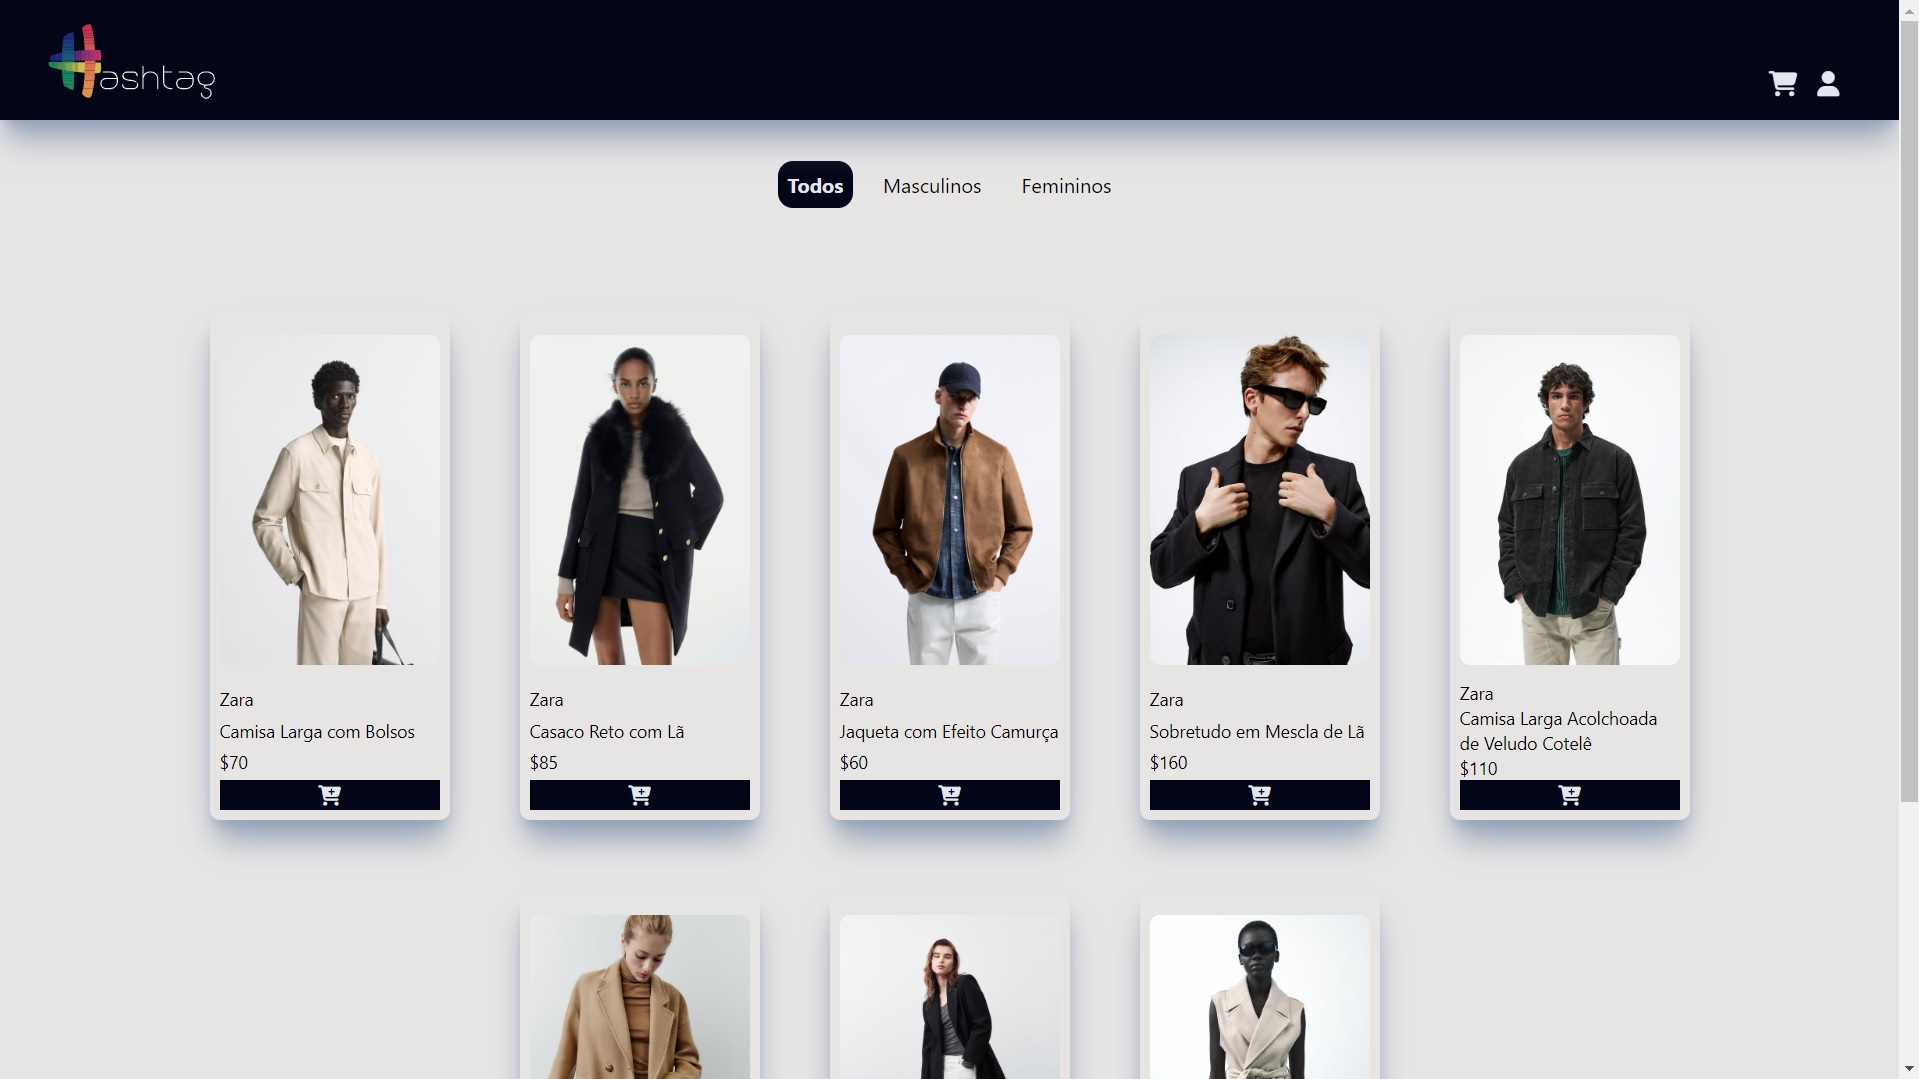 Hashtag
Todos
Masculinos
Femininos
Zara
Camisa Larga com Bolsos
$70
Zara
Casaco Reto com Lã
$85
Zara
Jaqueta com Efeito Camurça
$60
Zara
Sobretudo em Mescla de Lã
$160
Zara
Camisa Larga Acolchoada
de Veludo Cotelê
$110